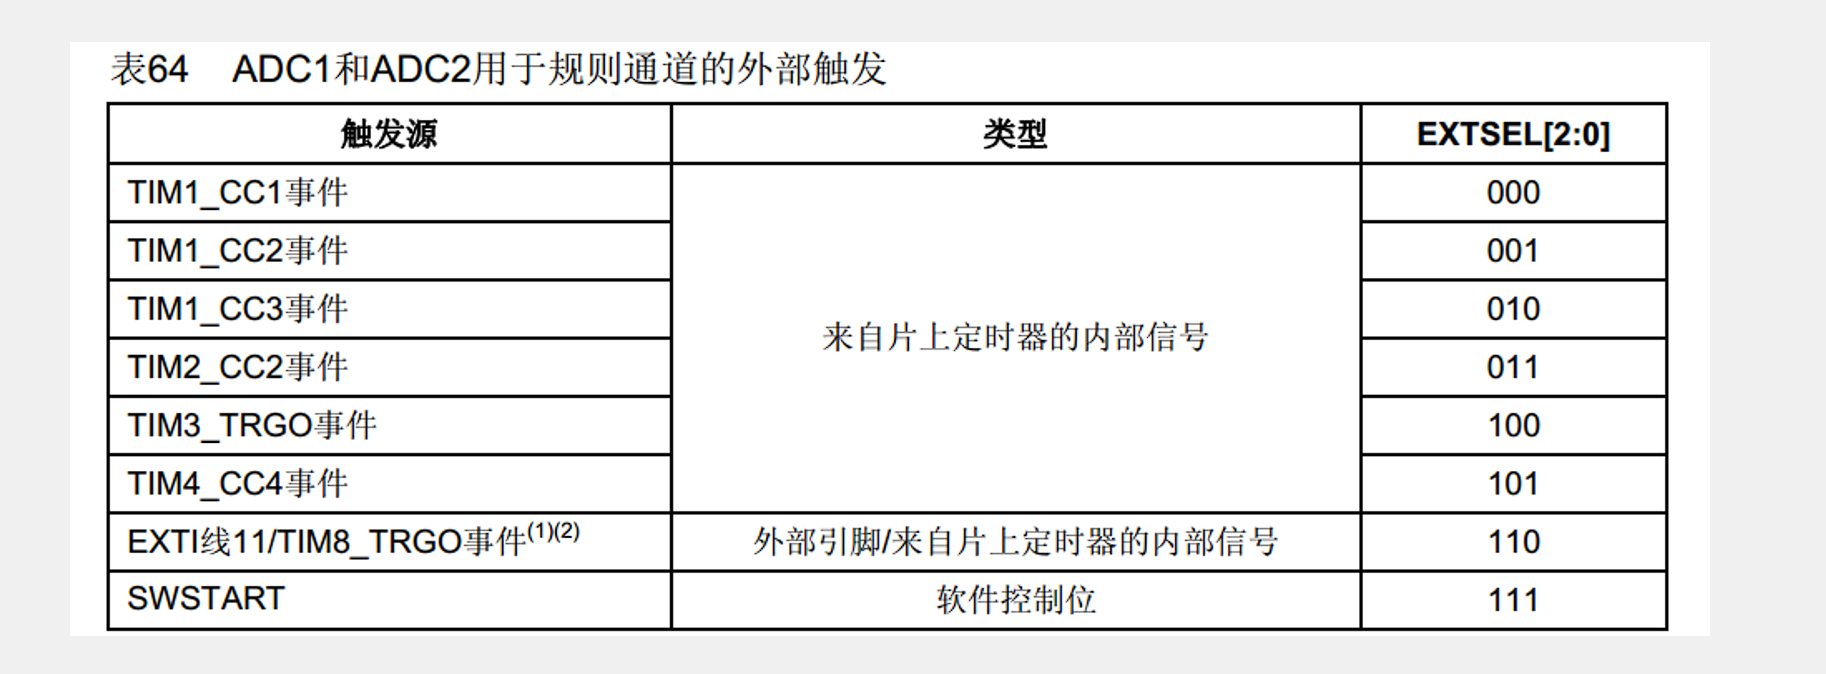 表64 ADC1和ADC2用于规则通道的外部触发
触发源 类型 EXTSEL[2:0]
TIM1_CC1事件 000
TIM1_CC2事件 001
TIM1_CC3事件 010
来自片上定时器的内部信号
TIM2_CC2事件 011
TIM3_TRGO事件 100
TIM4_CC4事件 101
EXTI线11/TIM8_TRGO事件(1)(2) 外部引脚/来自片上定时器的内部信号 110
SWSTART 软件控制位 111